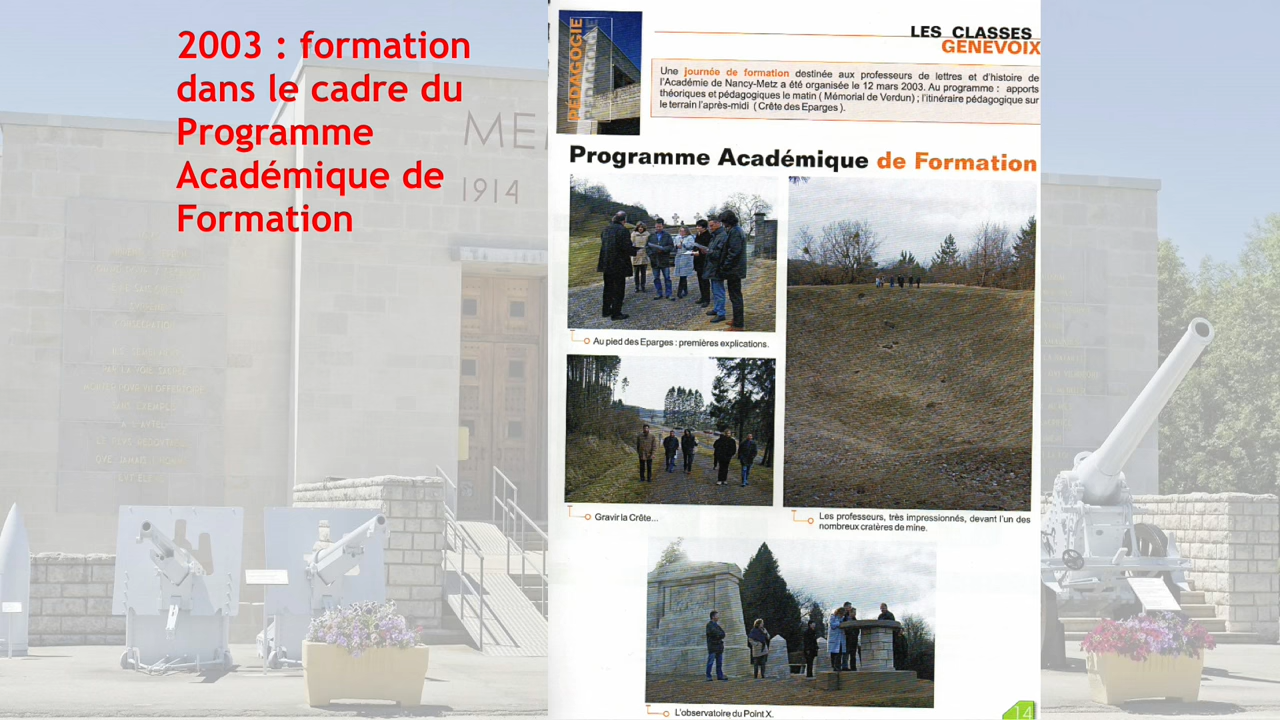 2003 : formation
dans le cadre du
Programme
Académique de
Formation
ME
1914
PÉDAGOGIE
PÉDAGOGIE
LES CLASSES
GENEVOIX
Une journée de formation destinée aux professeurs de lettres et d'histoire de
l'Académie de Nancy-Metz a été organisée le 12 mars 2003. Au programme : apports
théoriques et pédagogiques le matin ( Mémorial de Verdun) ; l'itinéraire pédagogique sur
le terrain l'après-midi ( Crête des Eparges ).
Programme Académique de Formation
Au pied des Eparges : premières explications.
Gravir la Crête...
Les professeurs, très impressionnés, devant l'un des
nombreux cratères de mine.
L'observatoire du Point X.
14